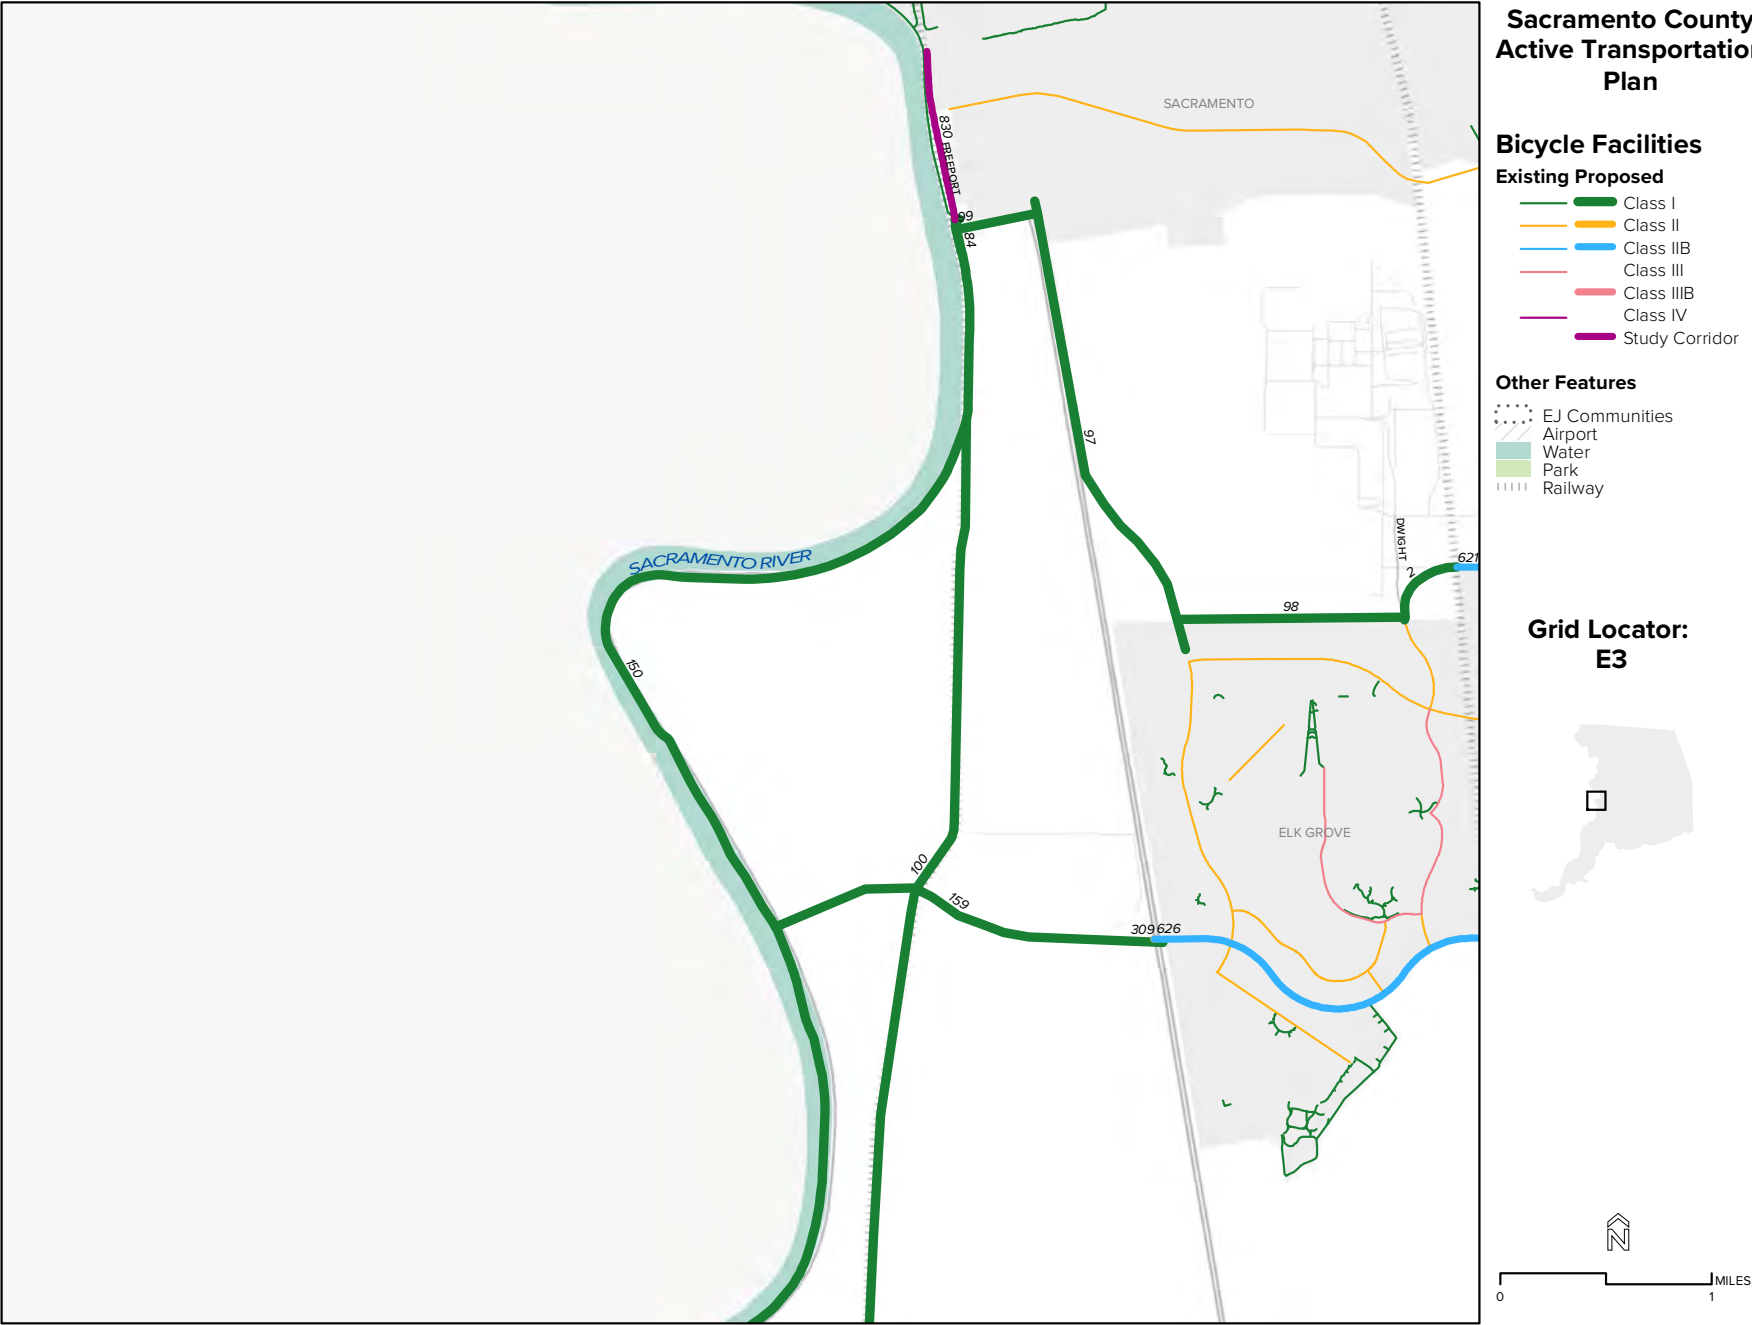 Sacramento County
Active Transportation
Plan
Bicycle Facilities
Existing Proposed
Class I
Class II
Class IIB
Class III
Class IIIB
Class IV
Study Corridor
Other Features
EJ Communities
Airport
Water
Park
Railway
Grid Locator:
E3
N
MILES
0 1
SACRAMENTO
830
FREEPORT
99
84
97
DWIGHT
621
2
98
SACRAMENTO RIVER
150
ELK GROVE
100
159
309
626